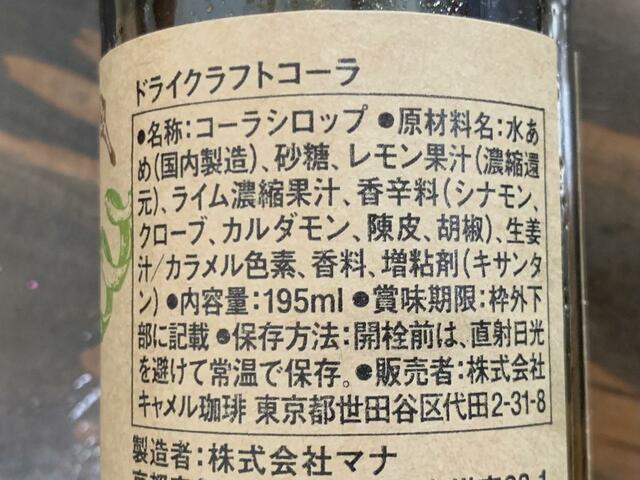 ドライクラフトコーラ
●名称:コーラシロップ ●原材料名:水あ
め(国内製造)、砂糖、レモン果汁(濃縮還
元)、ライム濃縮果汁、香辛料(シナモン、
クローブ、カルダモン、陳皮、胡椒)、生姜
汁/カラメル色素、香料、増粘剤(キサンタ
ン) ●内容量:195ml ●賞味期限:枠外下
部に記載 ●保存方法:開栓前は、直射日光
を避けて常温で保存。●販売者:株式会社
キャメル珈琲 東京都世田谷区代田2-31-8
製造者:株式会社マナ